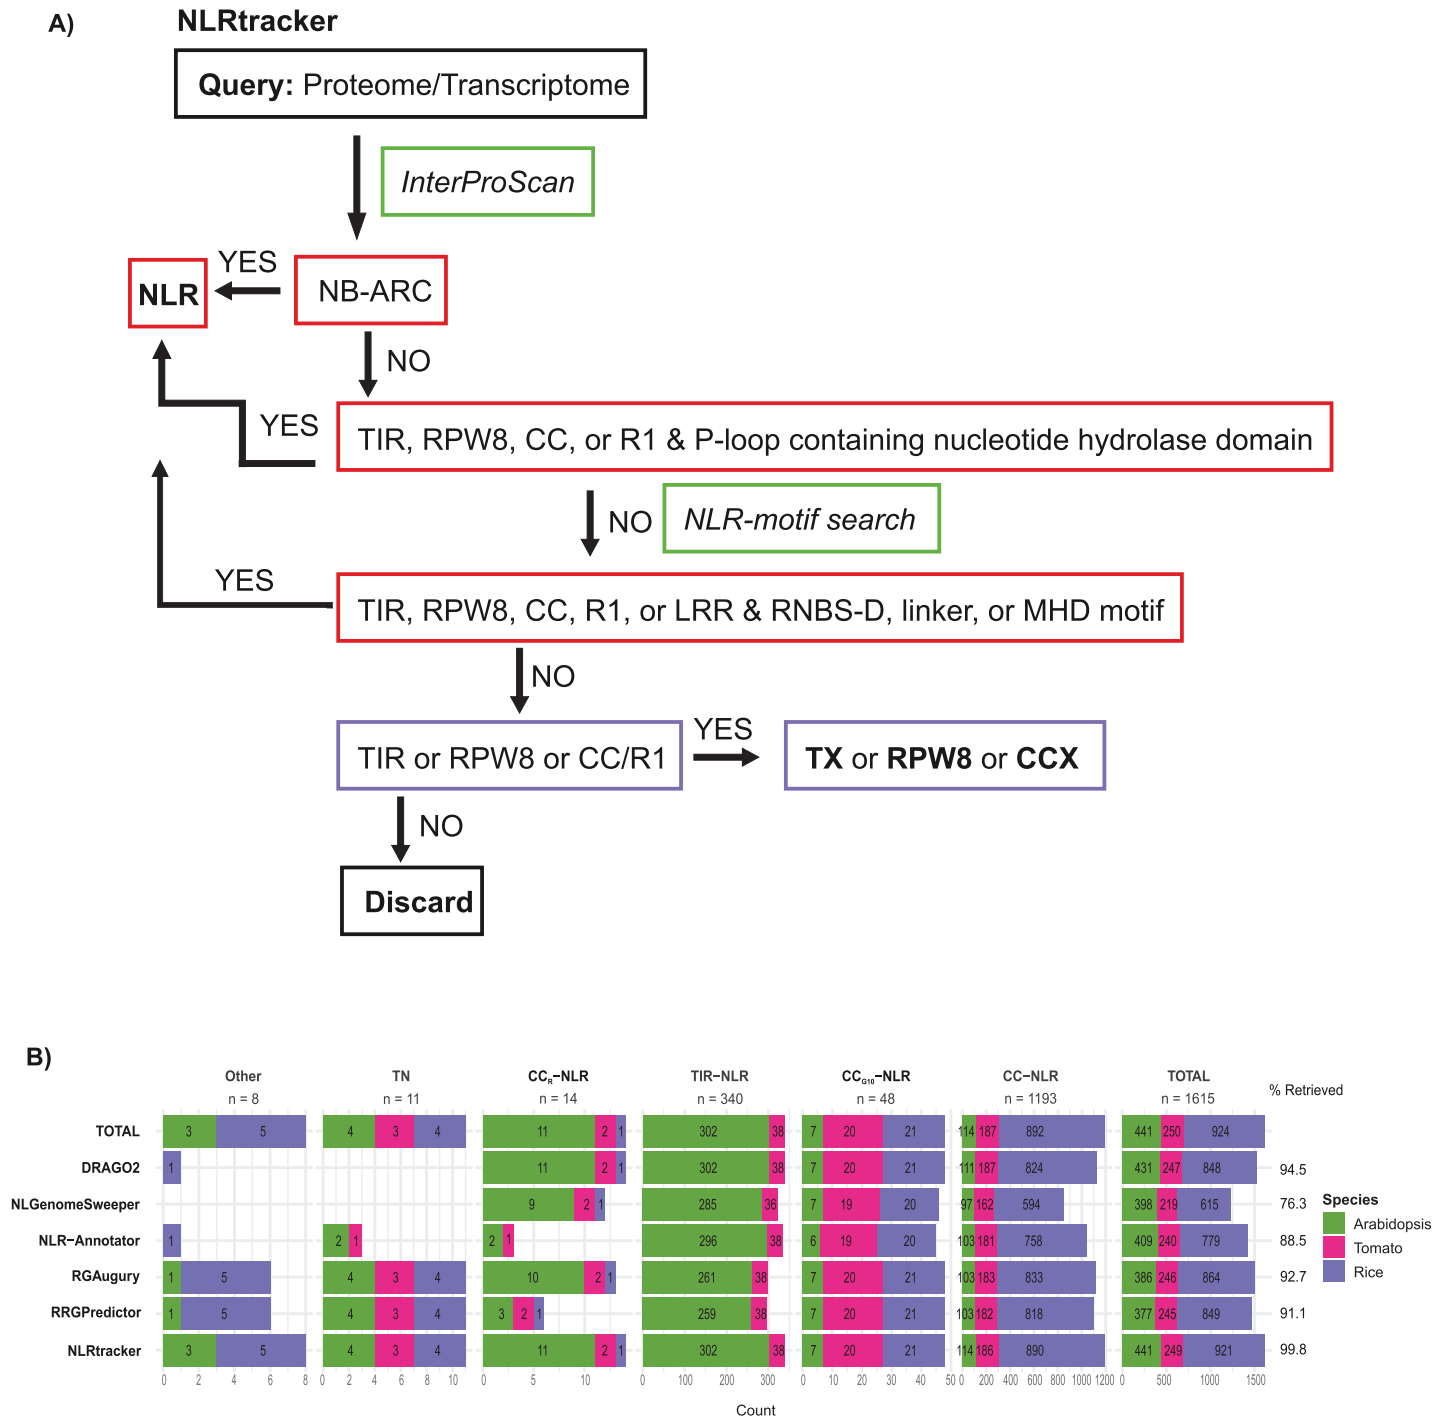 A)
NLRtracker
Query: Proteome/Transcriptome
InterProScan
YES
NLR
NB-ARC
NO
YES
TIR, RPW8, CC, or R1 & P-loop containing nucleotide hydrolase domain
NO
NLR-motif search
YES
TIR, RPW8, CC, R1, or LRR & RNBS-D, linker, or MHD motif
NO
TIR or RPW8 or CC/R1
YES
TX or RPW8 or CCX
NO
Discard
B)
Other TN CCR−NLR TIR−NLR CCG10−NLR CC−NLR TOTAL
n = 8 n = 11 n = 14 n = 340 n = 48 n = 1193 n = 1615 % Retrieved
TOTAL 3 5 4 3 4 11 2 1 302 38 7 20 21 114 187 892 441 250 924
DRAGO2 1 11 2 1 302 38 7 20 21 111 187 824 431 247 848 94.5
NLGenomeSweeper 9 2 1 285 36 7 19 20 97 162 594 398 219 615 76.3
NLR−Annotator 1 2 1 2 1 296 38 6 19 20 103 181 758 409 240 779 88.5
RGAugury 1 5 4 3 4 10 2 1 261 38 7 20 21 103 183 833 386 246 864 92.7
RRGPredictor 1 5 4 3 4 3 2 1 259 38 7 20 21 103 182 818 377 245 849 91.1
NLRtracker 3 5 4 3 4 11 2 1 302 38 7 20 21 114 186 890 441 249 921 99.8
0 2 4 6 8 0 2 4 6 8 10 0 5 10 0 100 200 300 0 10 20 30 40 50 0 200 400 600 800 1000 1200 0 500 1000 1500
Count
Species
Arabidopsis
Tomato
Rice